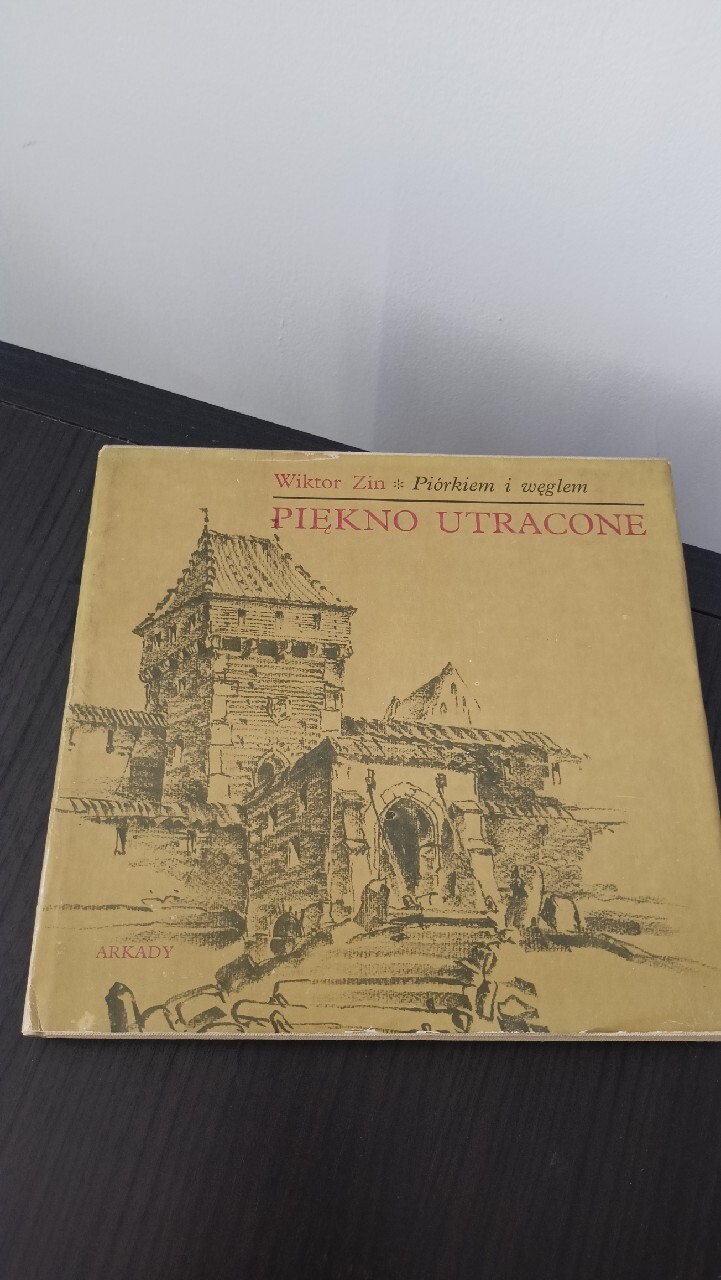 Wiktor Zin * Piórkiem i węglem
PIĘKNO UTRACONE
ARKADY